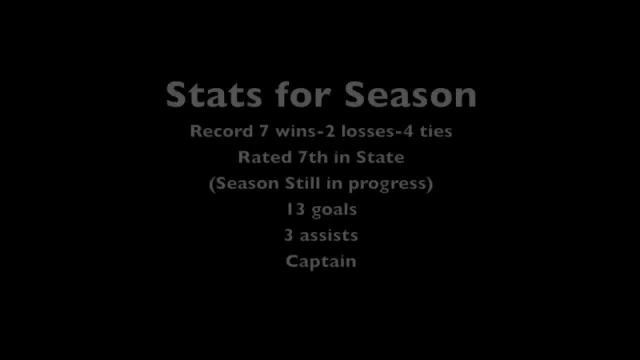 Stats for Season
Record 7 wins-2 losses-4 ties
Rated 7th in State
(Season Still in progress)
13 goals
3 assists
Captain